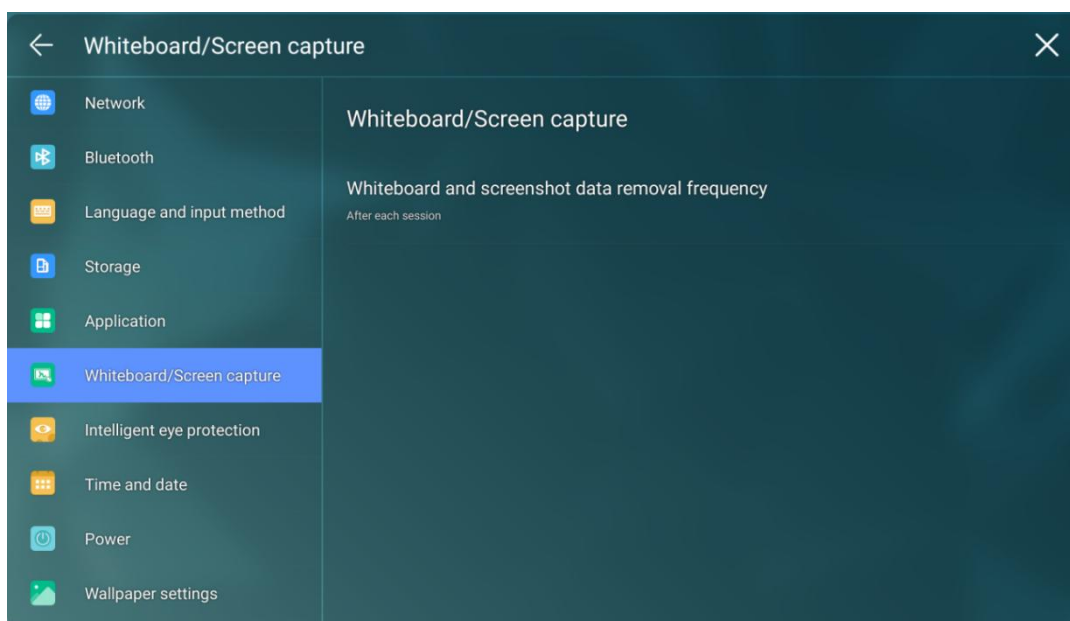 Whiteboard/Screen capture
Network
Bluetooth
Language and input method
Storage
Application
Whiteboard/Screen capture
Intelligent eye protection
Time and date
Power
Wallpaper settings
Whiteboard/Screen capture
Whiteboard and screenshot data removal frequency
After each session